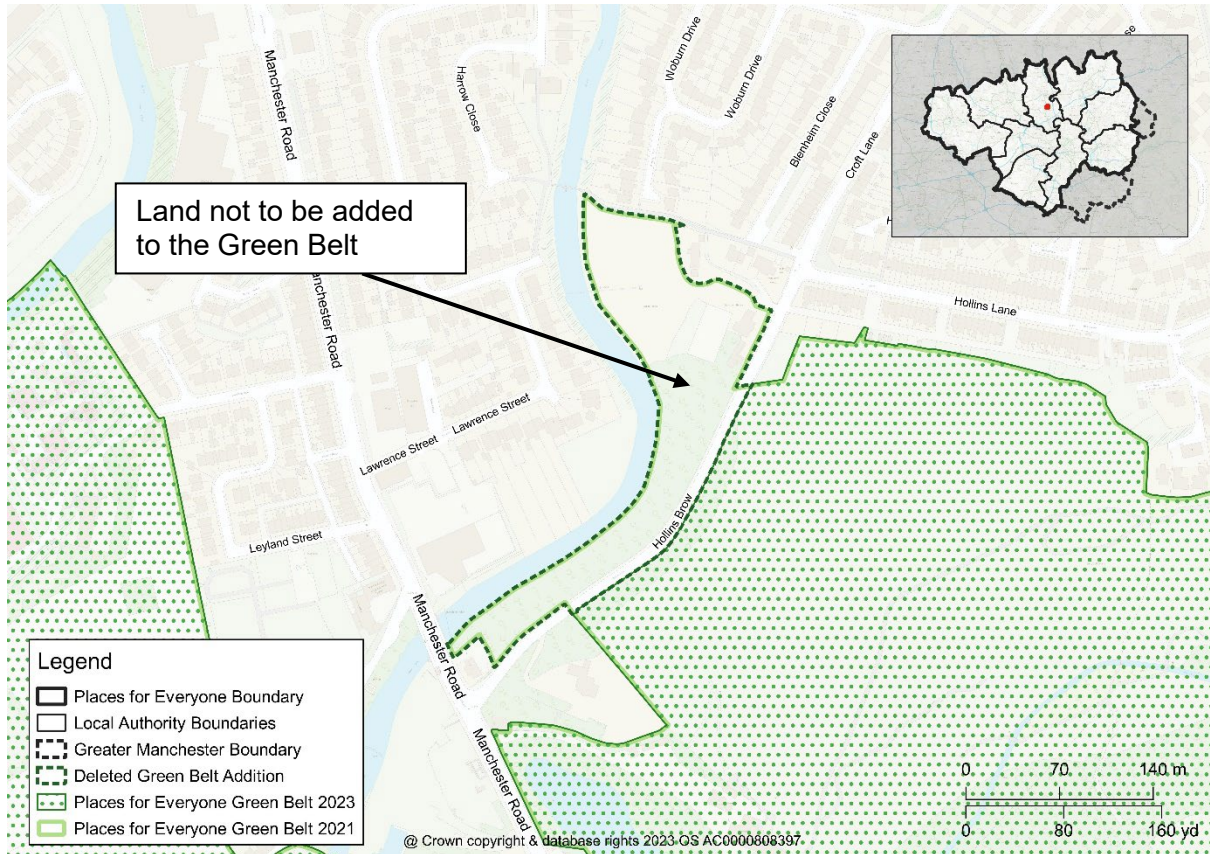 Manchester Road
Harrow Close
Woburn Drive
Woburn Drive
Blenheim Close
Croft Lane
Land not to be added
to the Green Belt
Manchester Road
Hollins Lane
Lawrence Street
Lawrence Street
Leyland Street
Hollins Brow
Manchester Road
Manchester Road
Legend
Places for Everyone Boundary
Local Authority Boundaries
Greater Manchester Boundary
Deleted Green Belt Addition
Places for Everyone Green Belt 2023
Places for Everyone Green Belt 2021
0 70 140 m
0 80 160 yd
@ Crown copyright & database rights 2023 OS AC0000808397